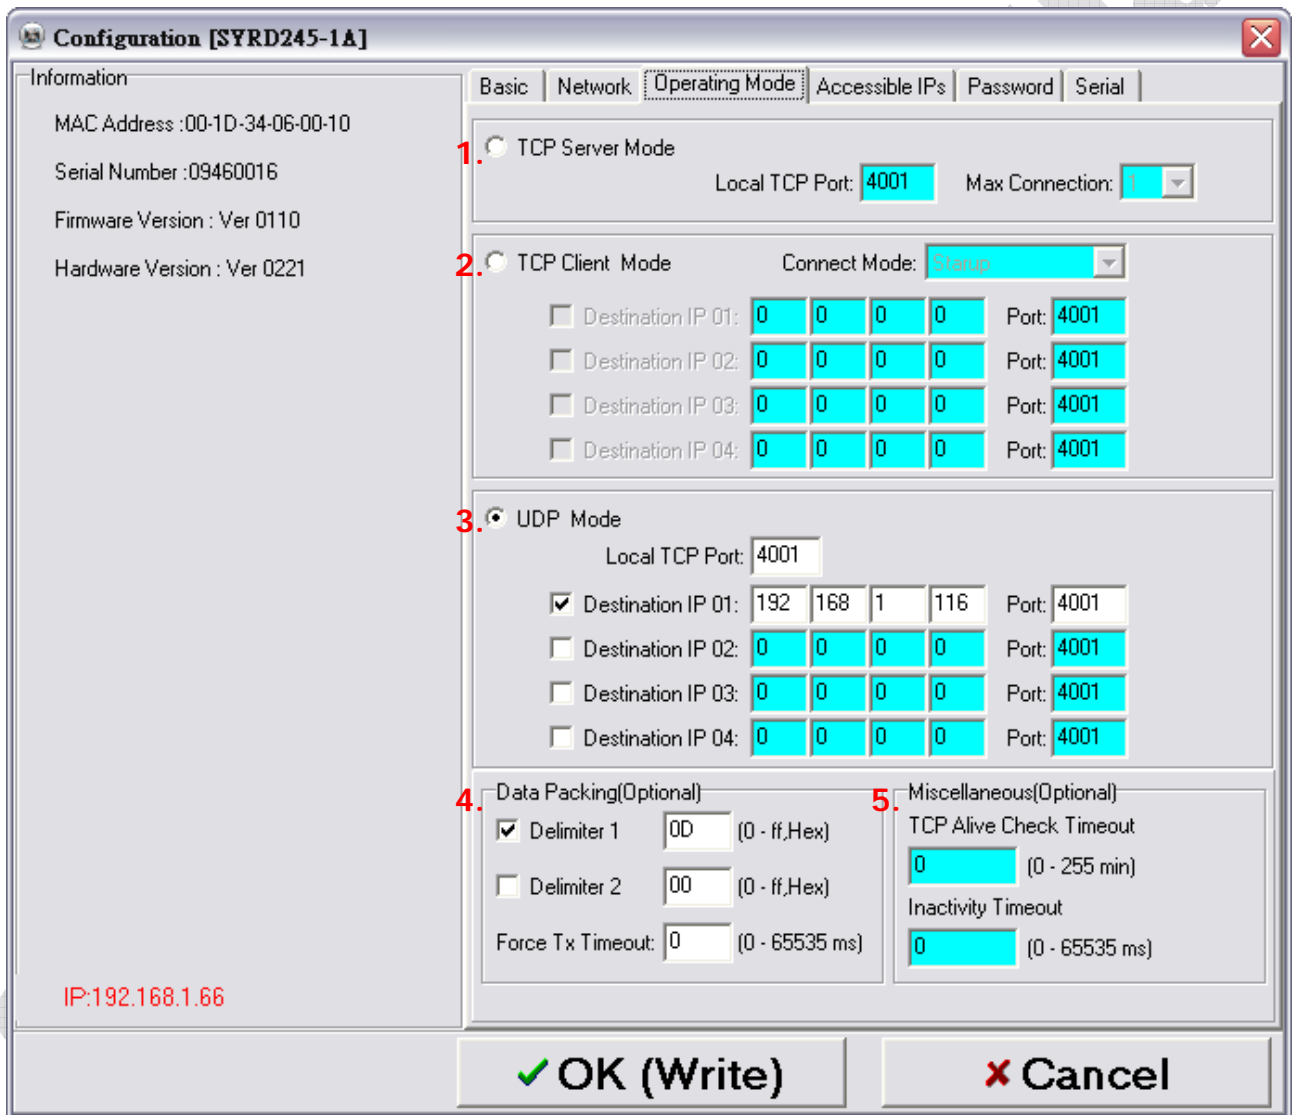 Configuration [SYRD245-1A]
Information
MAC Address :00-1D-34-06-00-10
Serial Number :09460016
Firmware Version : Ver 0110
Hardware Version : Ver 0221
IP:192.168.1.66
Basic Network Operating Mode Accessible IPs Password Serial
1. TCP Server Mode
Local TCP Port: 4001 Max Connection: 1
2. TCP Client Mode Connect Mode: Starup
Destination IP 01: 0 0 0 0 Port: 4001
Destination IP 02: 0 0 0 0 Port: 4001
Destination IP 03: 0 0 0 0 Port: 4001
Destination IP 04: 0 0 0 0 Port: 4001
3. UDP Mode
Local TCP Port: 4001
Destination IP 01: 192 168 1 116 Port: 4001
Destination IP 02: 0 0 0 0 Port: 4001
Destination IP 03: 0 0 0 0 Port: 4001
Destination IP 04: 0 0 0 0 Port: 4001
4. Data Packing(Optional)
Delimiter 1 0D (0 - ff,Hex)
Delimiter 2 00 (0 - ff,Hex)
Force Tx Timeout: 0 (0 - 65535 ms)
5. Miscellaneous(Optional)
TCP Alive Check Timeout
0 (0 - 255 min)
Inactivity Timeout
0 (0 - 65535 ms)
OK (Write) Cancel